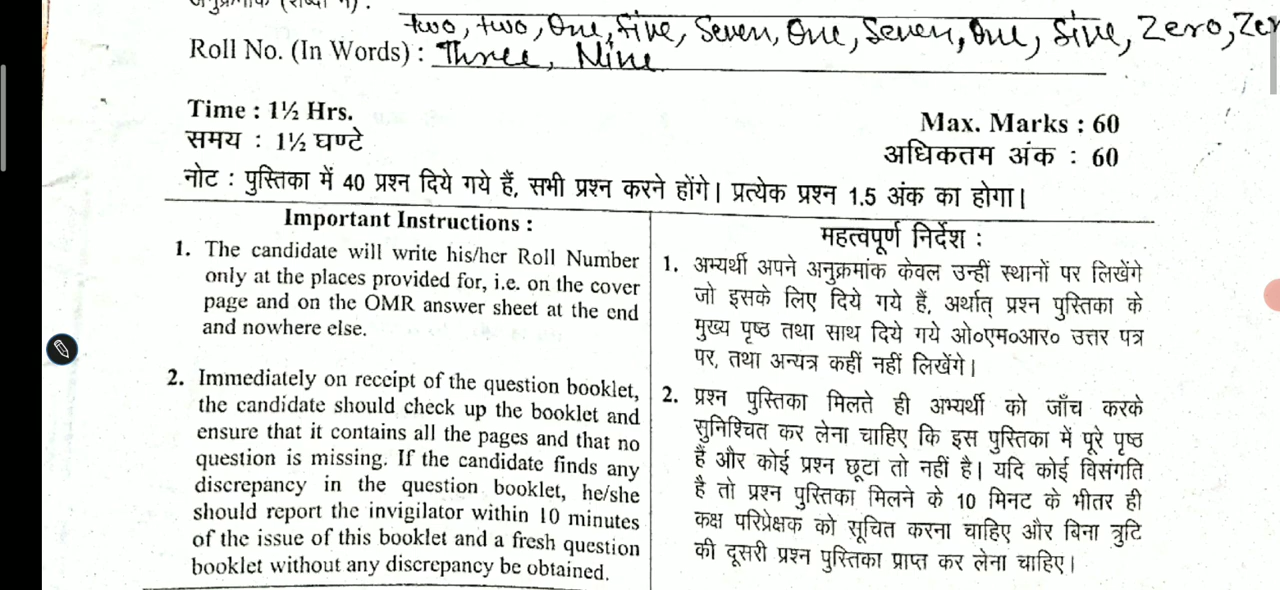 अनुक्रमांक (शब्दों में) :
two, two, One, five, Seven, One, Seven, One, five, Zero,
Roll No. (In Words) : Three, Nine
Time : 1½ Hrs.
Max. Marks : 60
समय : 1½ घण्टे
अधिकतम अंक : 60
नोट : पुस्तिका में 40 प्रश्न दिये गये हैं, सभी प्रश्न करने होंगे। प्रत्येक प्रश्न 1.5 अंक का होगा।
Important Instructions :
1. The candidate will write his/her Roll Number
only at the places provided for, i.e. on the cover
page and on the OMR answer sheet at the end
and nowhere else.
2. Immediately on receipt of the question booklet,
the candidate should check up the booklet and
ensure that it contains all the pages and that no
question is missing. If the candidate finds any
discrepancy in the question booklet, he/she
should report the invigilator within 10 minutes
of the issue of this booklet and a fresh question
booklet without any discrepancy be obtained.
महत्वपूर्ण निर्देश :
1. अभ्यर्थी अपने अनुक्रमांक केवल उन्हीं स्थानों पर लिखेंगे
जो इसके लिए दिये गये हैं, अर्थात् प्रश्न पुस्तिका के
मुख्य पृष्ठ तथा साथ दिये गये ओ०एम०आर० उत्तर पत्र
पर, तथा अन्यत्र कहीं नहीं लिखेंगे।
2. प्रश्न पुस्तिका मिलते ही अभ्यर्थी को जाँच करके
सुनिश्चित कर लेना चाहिए कि इस पुस्तिका में पूरे पृष्ठ
हैं और कोई प्रश्न छूटा तो नहीं है। यदि कोई विसंगति
है तो प्रश्न पुस्तिका मिलने के 10 मिनट के भीतर ही
कक्ष परिप्रेक्षक को सूचित करना चाहिए और बिना त्रुटि
की दूसरी प्रश्न पुस्तिका प्राप्त कर लेना चाहिए।